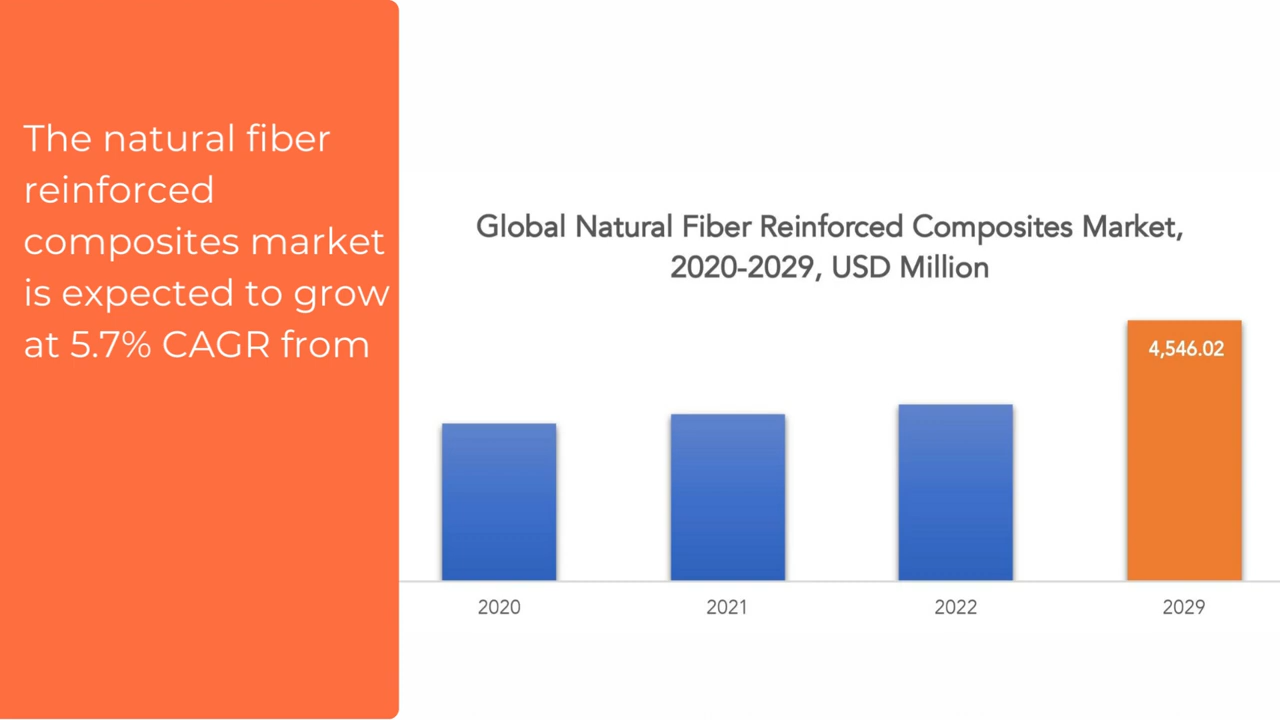 The natural fiber
reinforced
composites market
is expected to grow
at 5.7% CAGR from
Global Natural Fiber Reinforced Composites Market,
2020-2029, USD Million
4,546.02
2020
2021
2022
2029